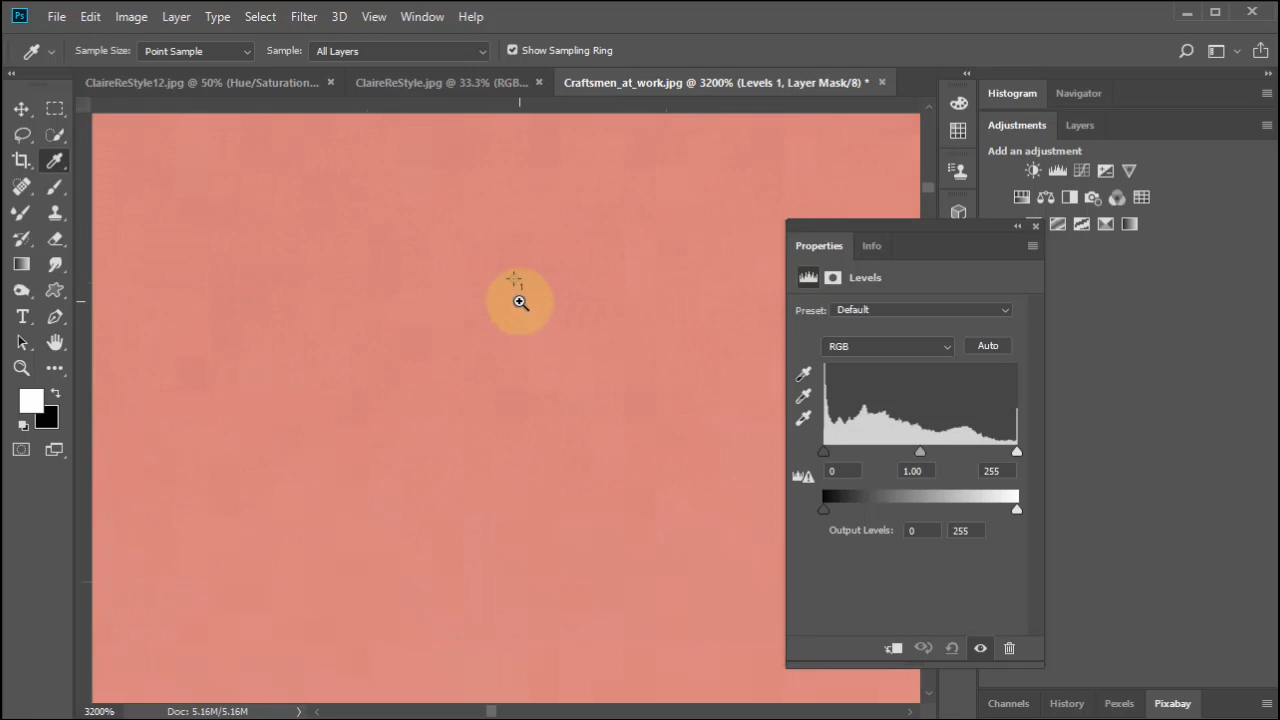 Ps File Edit Image Layer Type Select Filter 3D View Window Help
Sample Size: Point Sample Sample: All Layers Show Sampling Ring
ClaireReStyle12.jpg @ 50% (Hue/Saturation... ClaireReStyle.jpg @ 33.3% (RGB... Craftsmen_at_work.jpg @ 3200% (Levels 1, Layer Mask/8) *
Histogram Navigator
Adjustments Layers
Add an adjustment
Properties Info
Levels
Preset: Default
RGB Auto
0 1.00 255
Output Levels: 0 255
1
3200% Doc: 5.16M/5.16M
Channels History Pixels Pixabay